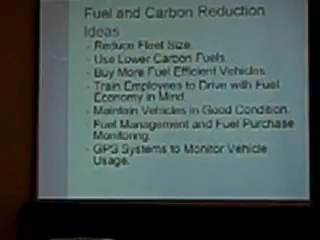 Fuel and Carbon Reduction
Ideas
- Reduce Fleet Size.
- Use Lower Carbon Fuels.
- Buy More Fuel Efficient Vehicles.
- Train Employees to Drive with Fuel
Economy in Mind.
- Maintain Vehicles in Good Condition.
- Fuel Management and Fuel Purchase
Monitoring.
- GPS Systems to Monitor Vehicle
Usage.